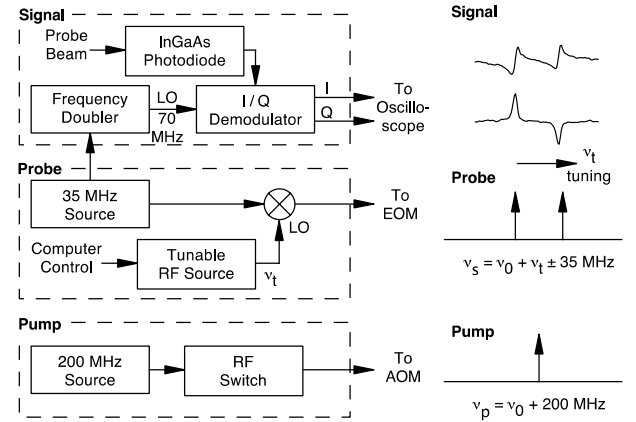 Signal
Probe
Beam
InGaAs
Photodiode
Frequency
Doubler
LO
70
MHz
I / Q
Demodulator
I
Q
To
Oscillo-
scope
Probe
35 MHz
Source
LO
To
EOM
Computer
Control
Tunable
RF Source
νt
Pump
200 MHz
Source
RF
Switch
To
AOM
Signal
νt
tuning
Probe
νs = ν0 + νt ± 35 MHz
Pump
νp = ν0 + 200 MHz